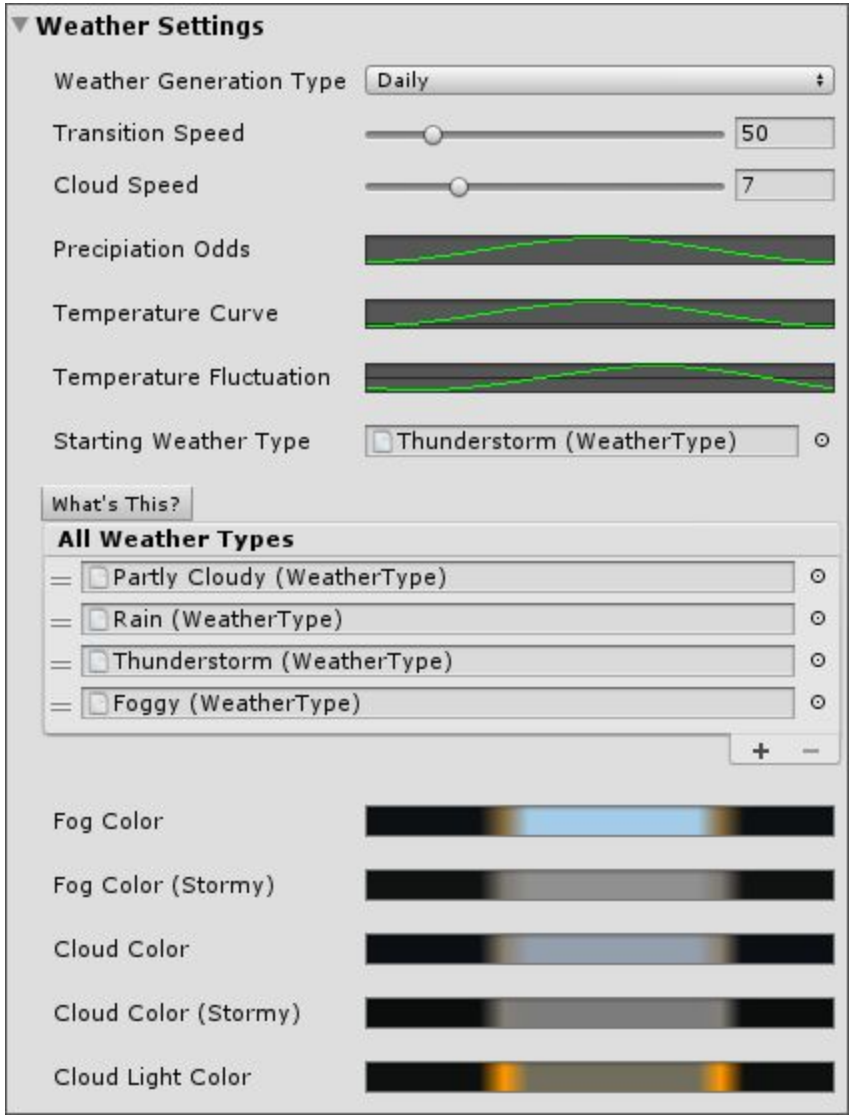 Weather Settings
Weather Generation Type Daily
Transition Speed 50
Cloud Speed 7
Precipiation Odds
Temperature Curve
Temperature Fluctuation
Starting Weather Type Thunderstorm (WeatherType)
What's This?
All Weather Types
Partly Cloudy (WeatherType)
Rain (WeatherType)
Thunderstorm (WeatherType)
Foggy (WeatherType)
+ −
Fog Color
Fog Color (Stormy)
Cloud Color
Cloud Color (Stormy)
Cloud Light Color